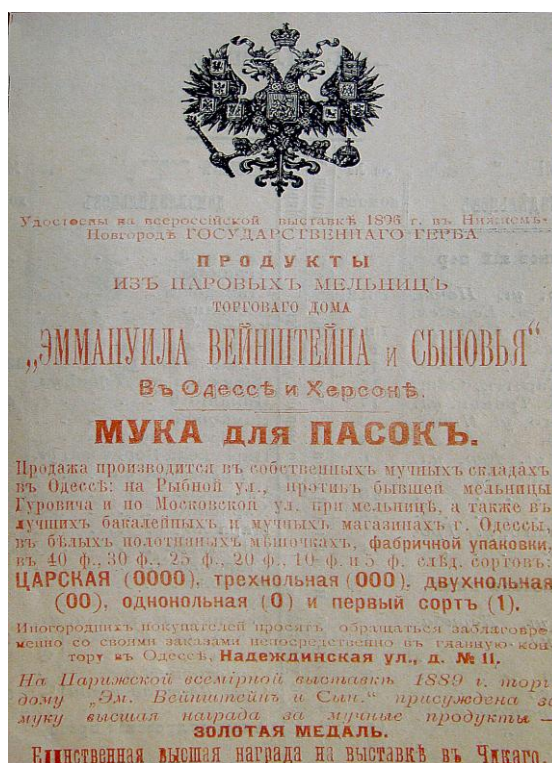 Удостоены на всероссійской выставкѣ 1896 г. въ Нижнемъ-
Новгородѣ ГОСУДАРСТВЕННАГО ГЕРБА
ПРОДУКТЫ
ИЗЪ ПАРОВЫХЪ МЕЛЬНИЦЪ
ТОРГОВАГО ДОМА
„ЭММАНУИЛА ВЕЙНШТЕЙНА и СЫНОВЬЯ“
Въ Одессѣ и Херсонѣ.
МУКА для ПАСОКЪ.
Продажа производится въ собственныхъ мучныхъ складахъ
въ Одессѣ: на Рыбной ул., противъ бывшей мельницы
Гуровича и по Московской ул. при мельницѣ, а также въ
лучшихъ бакалейныхъ и мучныхъ магазинахъ г. Одессы,
въ бѣлыхъ полотняныхъ мѣшочкахъ, фабричной упаковки,
въ 40 ф., 30 ф., 25 ф., 20 ф., 10 ф. и 5 ф. слѣд. сортовъ:
ЦАРСКАЯ (0000), трехнольная (000), двухнольная
(00), однонольная (0) и первый сортъ (1).
Иногороднихъ покупателей просятъ обращаться заблаговре-
менно со своими заказами непосредственно въ главную кон-
тору въ Одессѣ, Надеждинская ул., д. № 11.
На Парижской всемірной выставкѣ 1889 г. торг.
дому „Эм. Вейнштейнъ и Сын.“ присуждена за
муку высшая награда за мучные продукты —
ЗОЛОТАЯ МЕДАЛЬ.
Единственная высшая награда на выставкѣ въ Чикаго.